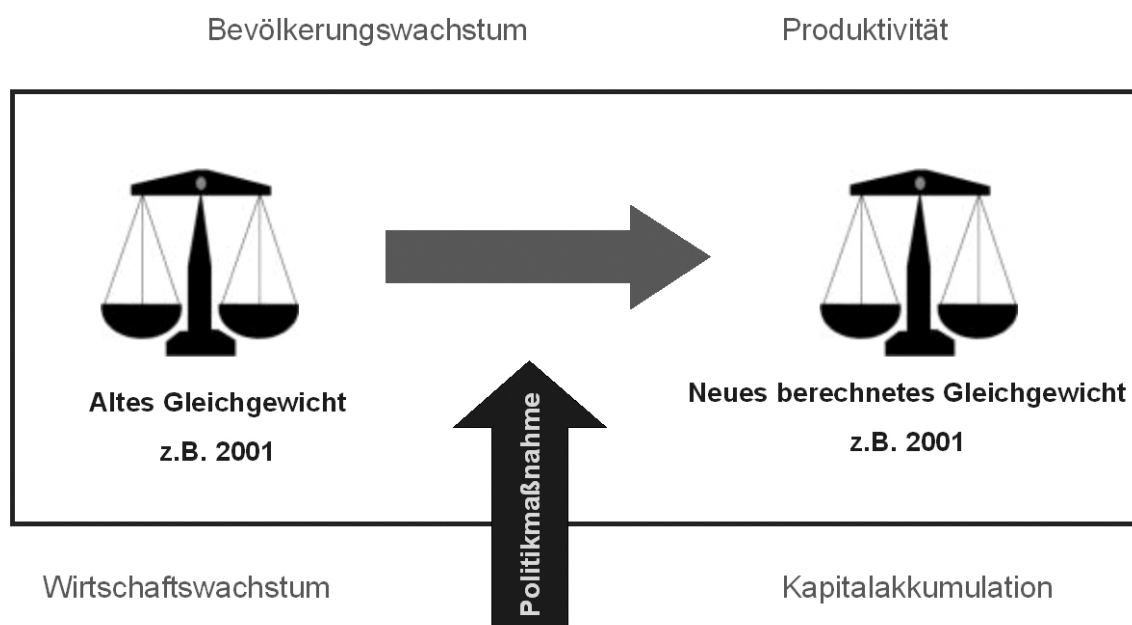 Bevölkerungswachstum
Produktivität
Altes Gleichgewicht
z.B. 2001
Neues berechnetes Gleichgewicht
z.B. 2001
Politikmaßnahme
Wirtschaftswachstum
Kapitalakkumulation